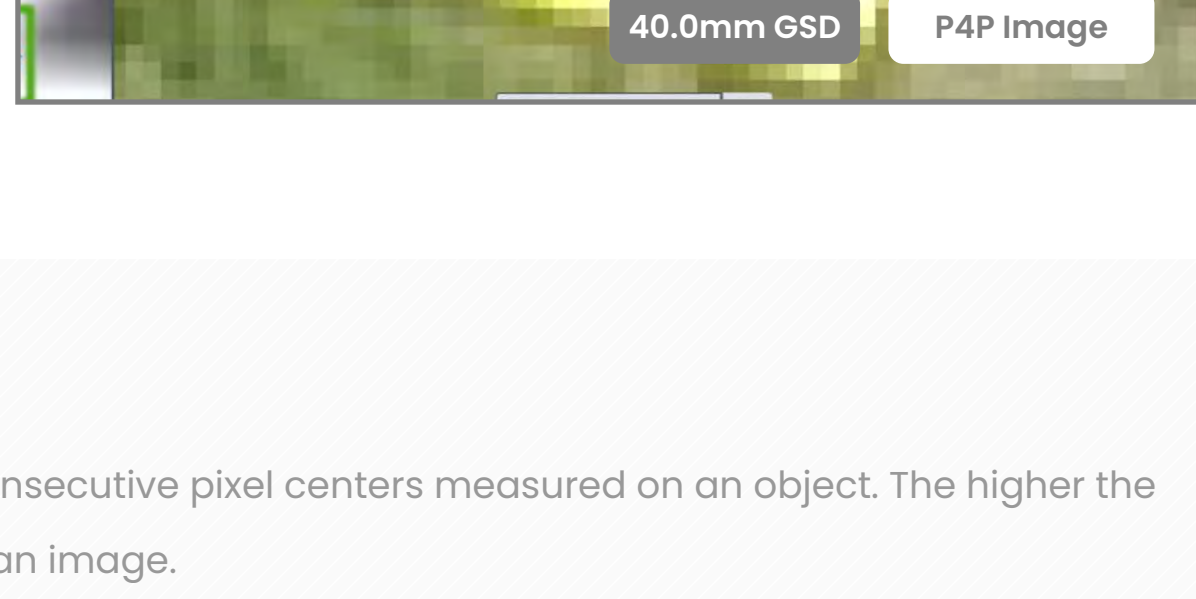 40.0mm GSD P4P Image
nsecutive pixel centers measured on an object. The higher the
an image.